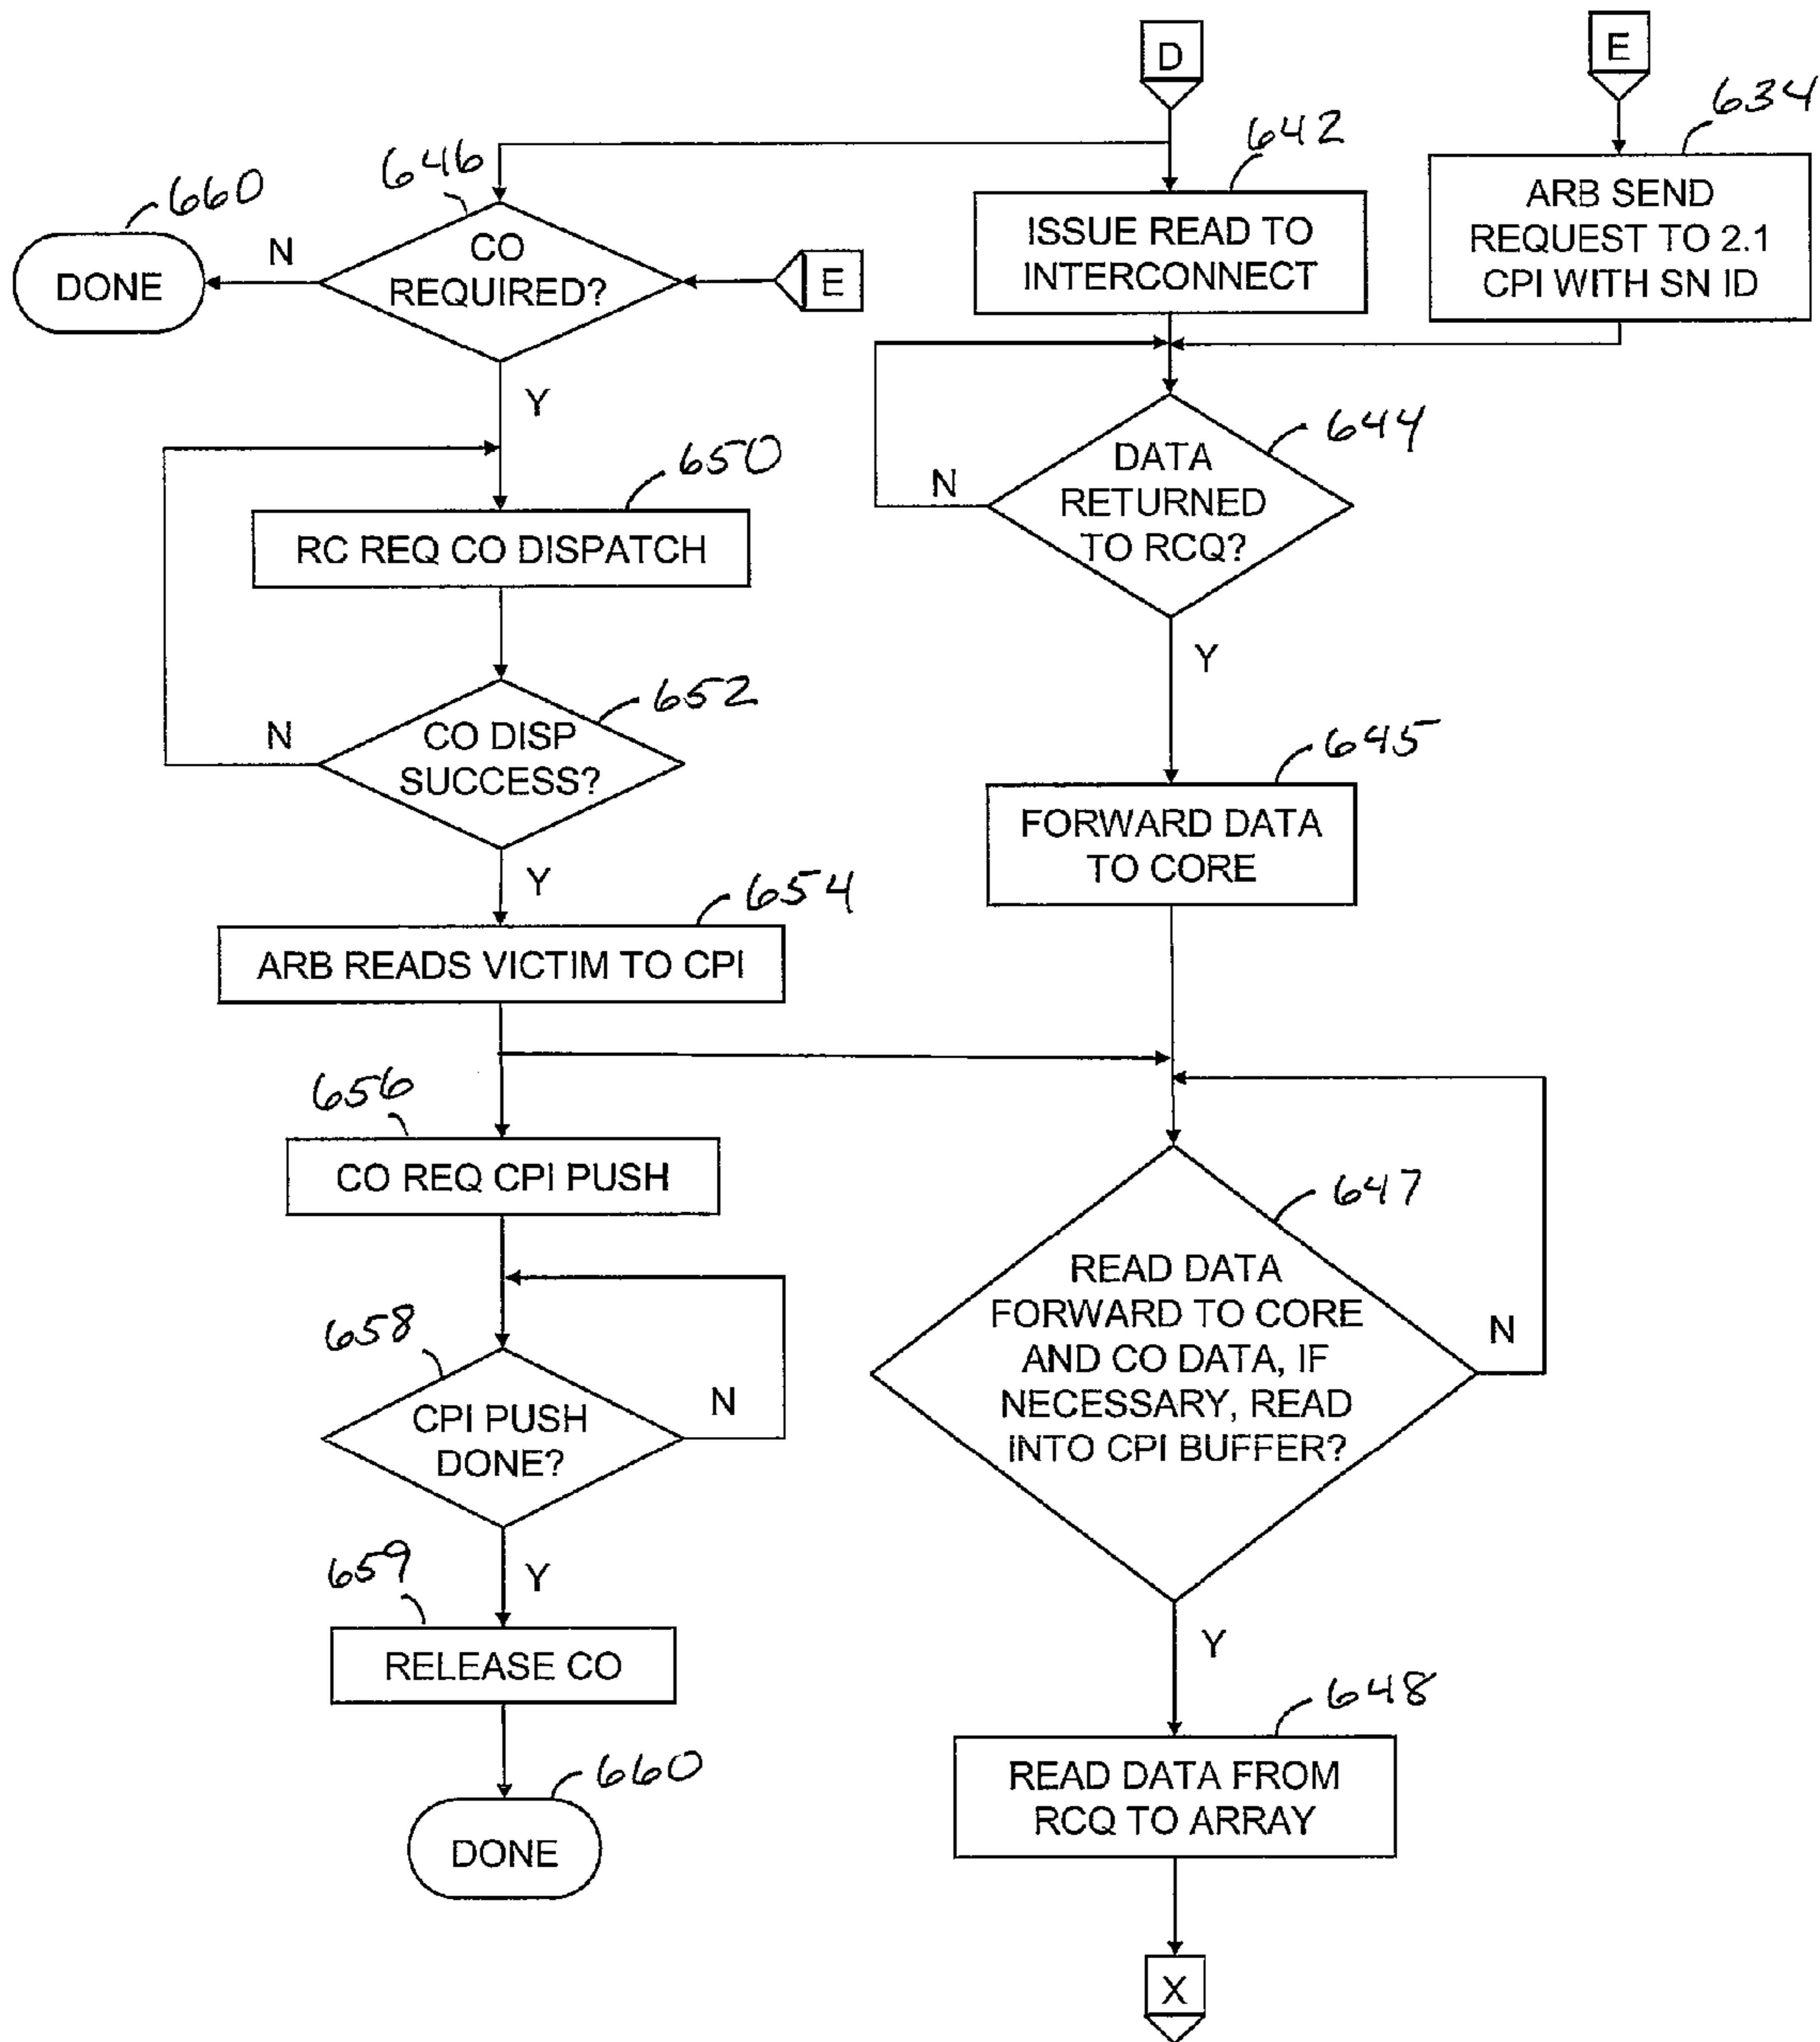 D
E
634
642
646
660
ARB SEND
REQUEST TO 2.1
CPI WITH SN ID
ISSUE READ TO
INTERCONNECT
CO
REQUIRED?
N
DONE
E
Y
644
DATA
RETURNED
TO RCQ?
N
650
RC REQ CO DISPATCH
Y
652
CO DISP
SUCCESS?
N
645
FORWARD DATA
TO CORE
Y
654
ARB READS VICTIM TO CPI
656
CO REQ CPI PUSH
647
READ DATA
FORWARD TO CORE
AND CO DATA, IF
NECESSARY, READ
INTO CPI BUFFER?
N
658
CPI PUSH
DONE?
N
Y
659
RELEASE CO
Y
648
READ DATA FROM
RCQ TO ARRAY
660
DONE
X